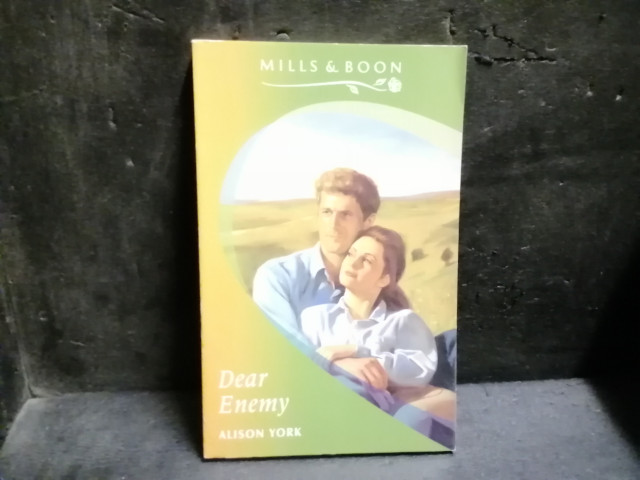 MILLS & BOON
Dear
Enemy
ALISON YORK